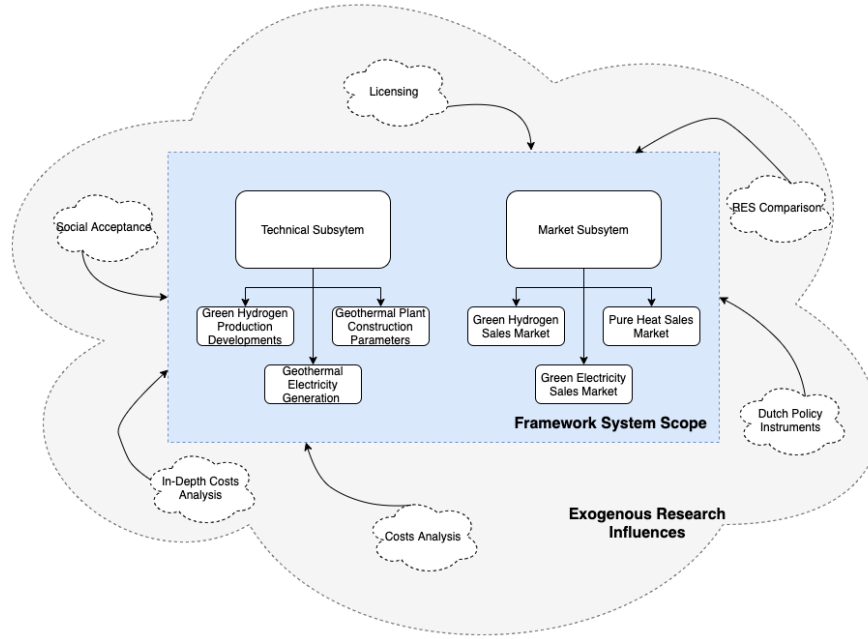 Licensing
RES Comparison
Social Acceptance
Technical Subsytem
Market Subsytem
Green Hydrogen
Production
Developments
Geothermal Plant
Construction
Parameters
Green Hydrogen
Sales Market
Pure Heat Sales
Market
Geothermal
Electricity
Generation
Green Electricity
Sales Market
Framework System Scope
Dutch Policy
Instruments
In-Depth Costs
Analysis
Costs Analysis
Exogenous Research
Influences